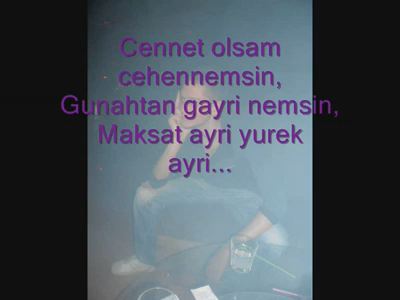 Cennet olsam
cehennemsin,
Gunahtan gayri nemsin,
Maksat ayri yurek
ayri...